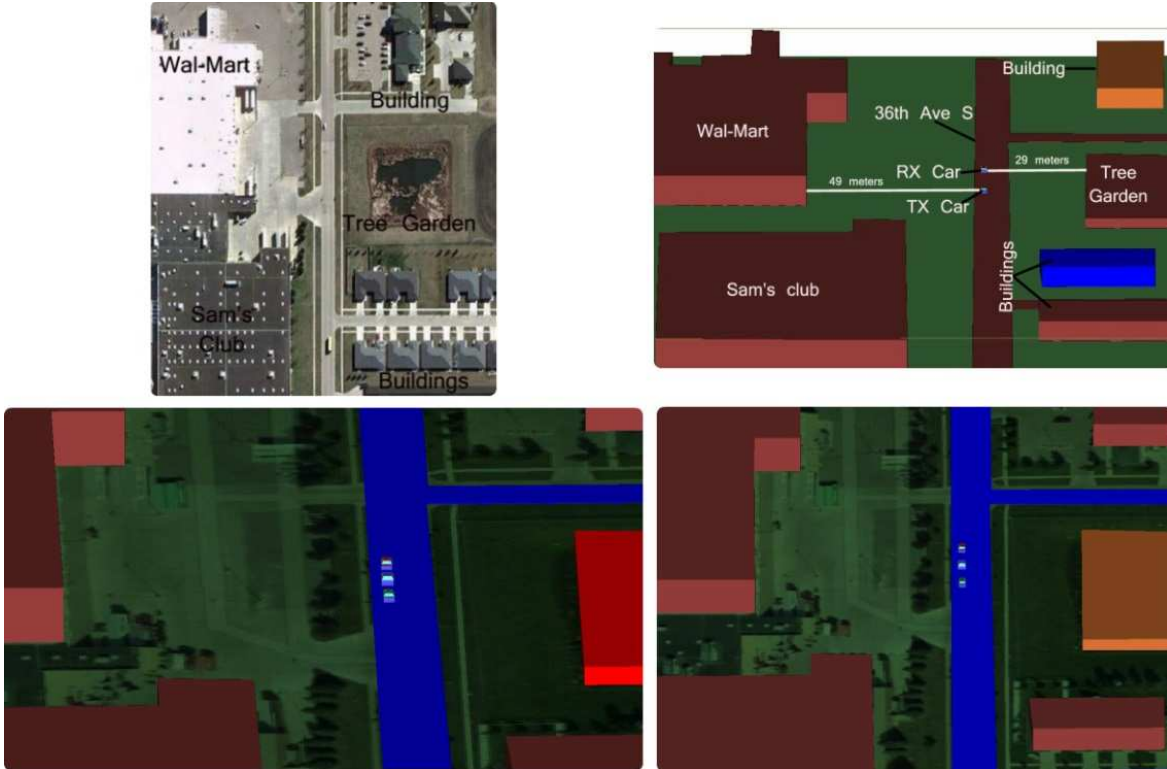 Wal-Mart
Building
Tree Garden
Sam's
Club
Buildings
Building
36th Ave S
Wal-Mart
RX Car
29 meters
49 meters
Tree
Garden
TX Car
Sam's club
Buildings